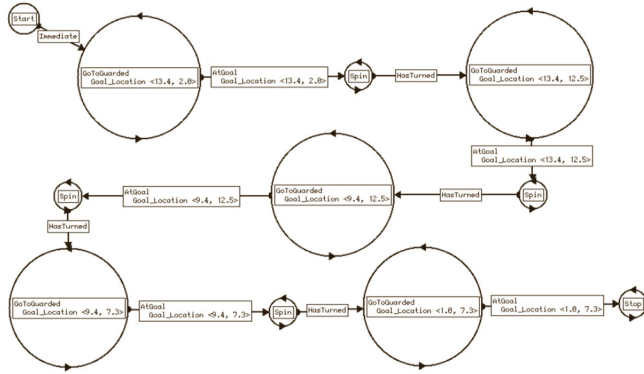 Start
Immediate
GoToGuarded
Goal_Location <13.4, 2.0>
AtGoal
Goal_Location <13.4, 2.0>
Spin
HasTurned
GoToGuarded
Goal_Location <13.4, 12.5>
AtGoal
Goal_Location <13.4, 12.5>
Spin
HasTurned
GoToGuarded
Goal_Location <9.4, 12.5>
AtGoal
Goal_Location <9.4, 12.5>
Spin
HasTurned
GoToGuarded
Goal_Location <9.4, 7.3>
AtGoal
Goal_Location <9.4, 7.3>
Spin
HasTurned
GoToGuarded
Goal_Location <1.0, 7.3>
AtGoal
Goal_Location <1.0, 7.3>
Stop